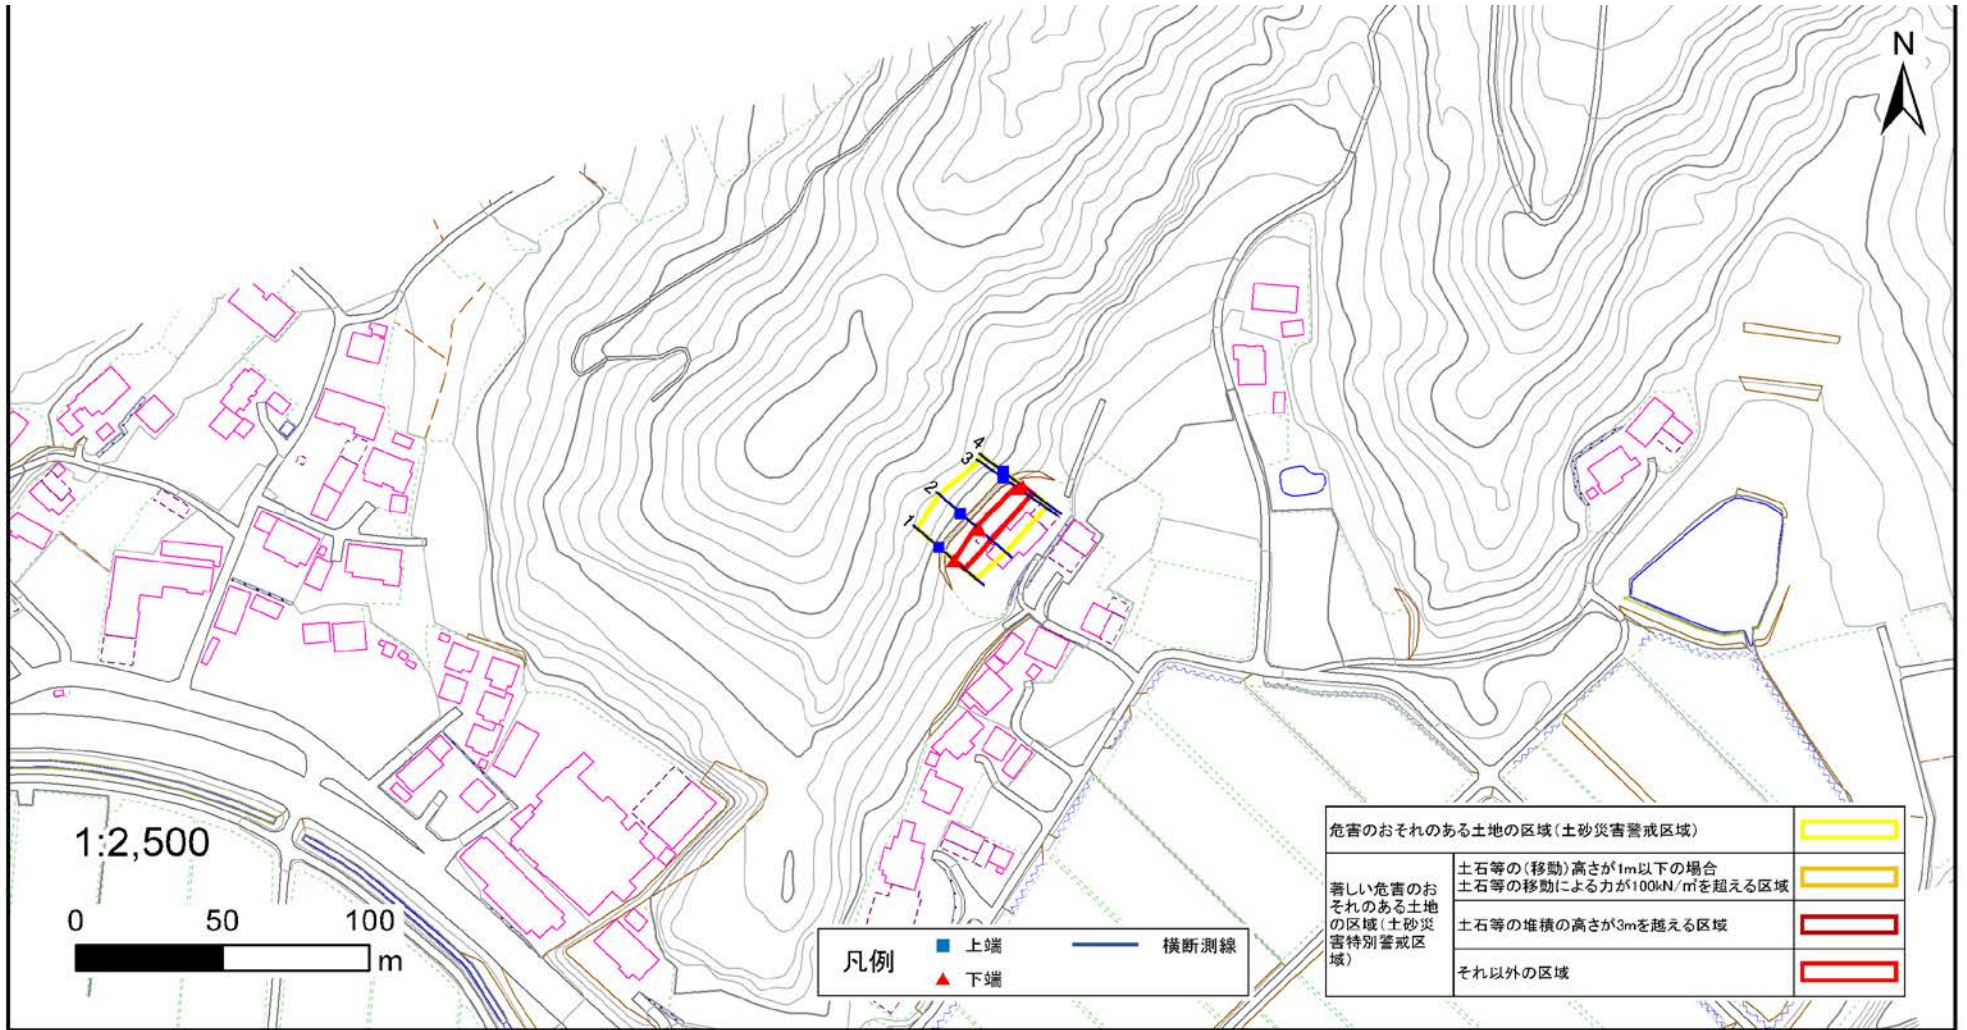 N
4
3
2
1
1:2,500
0 50 100
m
凡例
上端
横断測線
下端
危害のおそれのある土地の区域(土砂災害警戒区域)
著しい危害のお
それのある土地
の区域(土砂災
害特別警戒区
域)
土石等の(移動)高さが1m以下の場合
土石等の移動による力が100kN/㎡を超える区域
土石等の堆積の高さが3mを越える区域
それ以外の区域